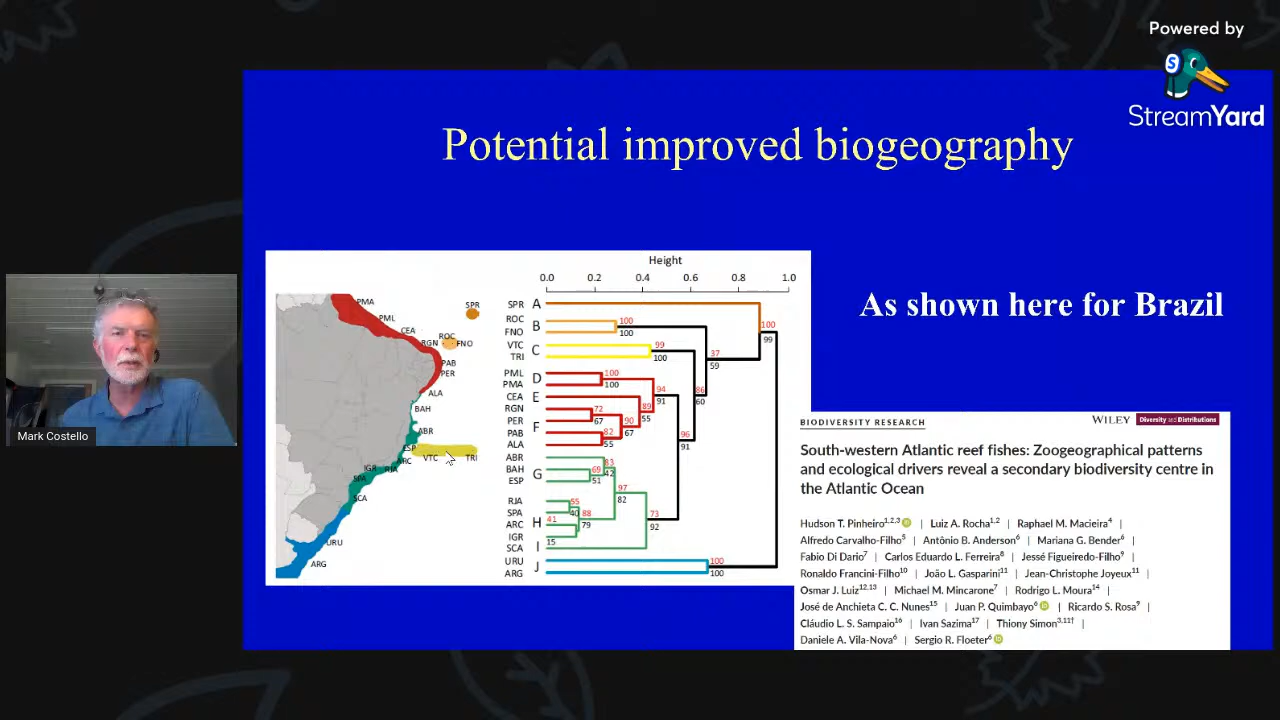 Powered by
StreamYard
Potential improved biogeography
As shown here for Brazil
Mark Costello
PMA
PML
CEA
SPR
ROC
RGN
FNO
PAB
PER
ALA
BAH
ABR
ESP
VTC
TRI
ARC
RJA
IGR
SPA
SCA
URU
ARG
Height
0.0 0.2 0.4 0.6 0.8 1.0
SPR A
ROC
B
FNO
VTC
C
TRI
PML
D
PMA
CEA E
RGN
PER
F
PAB
ALA
ABR
BAH
G
ESP
RJA
SPA
ARC H
IGR
SCA I
URU
J
ARG
100
99
100
100
37
59
99
100
86
60
100
100
94
91
89
55
72
67
90
67
82
55
96
91
83
42
69
51
97
82
55
40
88
79
41
15
73
92
100
100
BIODIVERSITY RESEARCH
WILEY Diversity and Distributions
South-western Atlantic reef fishes: Zoogeographical patterns
and ecological drivers reveal a secondary biodiversity centre in
the Atlantic Ocean
Hudson T. Pinheiro1,2,3 | Luiz A. Rocha1,2 | Raphael M. Macieira4 |
Alfredo Carvalho-Filho5 | Antônio B. Anderson6 | Mariana G. Bender6 |
Fabio Di Dario7 | Carlos Eduardo L. Ferreira8 | Jessé Figueiredo-Filho9 |
Ronaldo Francini-Filho10 | João L. Gasparini11 | Jean-Christophe Joyeux11 |
Osmar J. Luiz12,13 | Michael M. Mincarone7 | Rodrigo L. Moura14 |
José de Anchieta C. C. Nunes15 | Juan P. Quimbayo6 | Ricardo S. Rosa9 |
Cláudio L. S. Sampaio16 | Ivan Sazima17 | Thiony Simon3,11† |
Daniele A. Vila-Nova6 | Sergio R. Floeter6